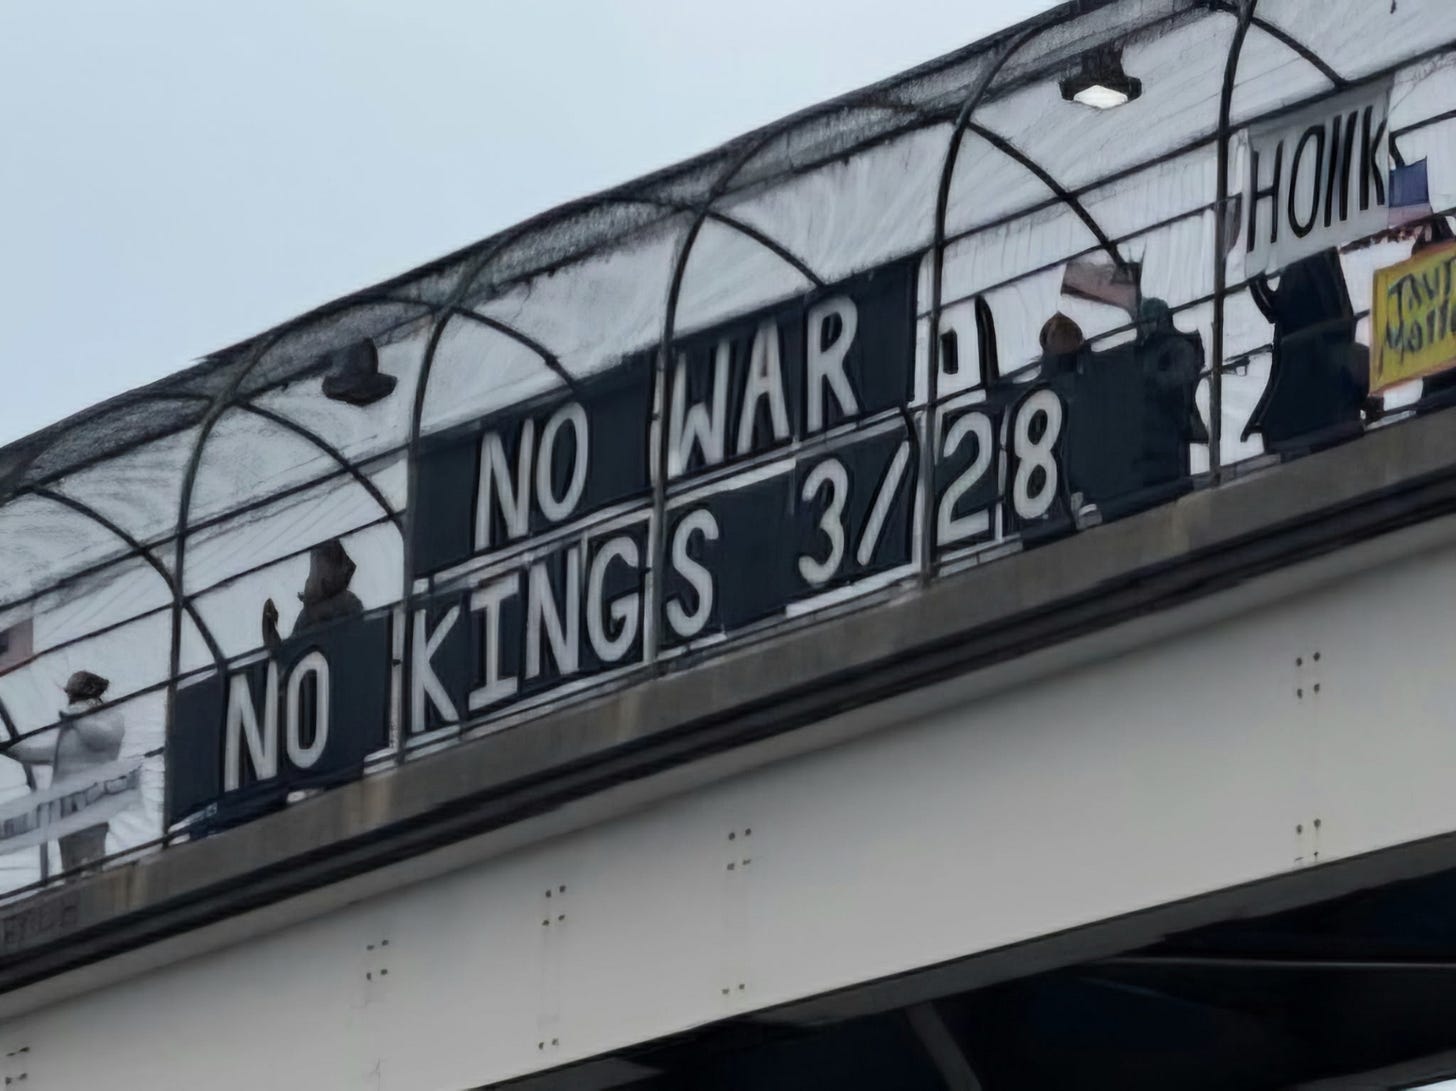 NO WAR
NO KINGS 3/28
HONK